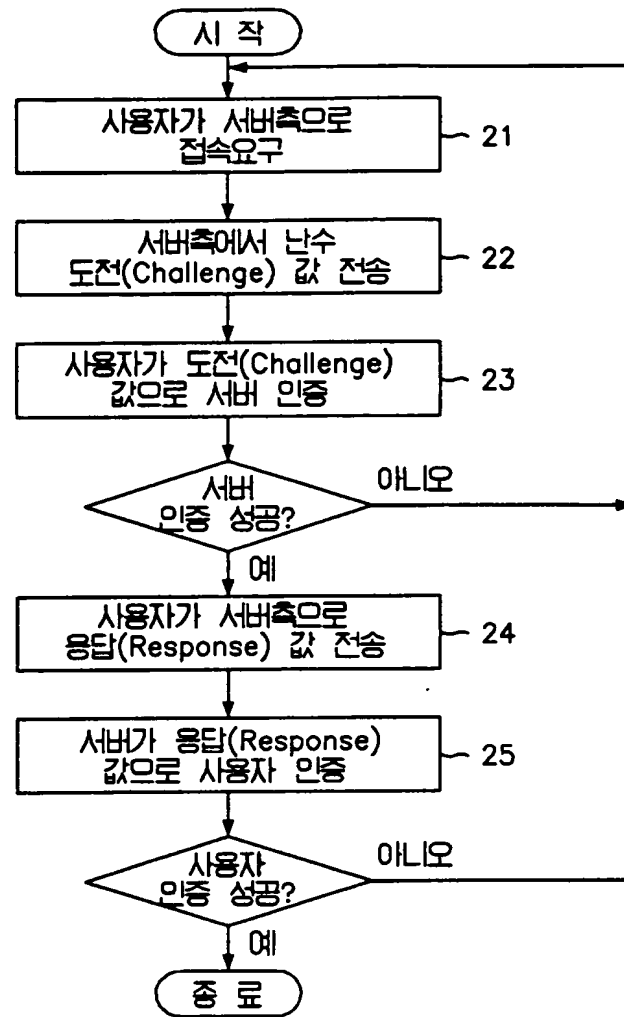 시 작
사용자가 서버측으로
접속요구
21
서버측에서 난수
도전(Challenge) 값 전송
22
사용자가 도전(Challenge)
값으로 서버 인증
23
서버
인증 성공?
아니오
예
사용자가 서버측으로
응답(Response) 값 전송
24
서버가 응답(Response)
값으로 사용자 인증
25
사용자
인증 성공?
아니오
예
종 료